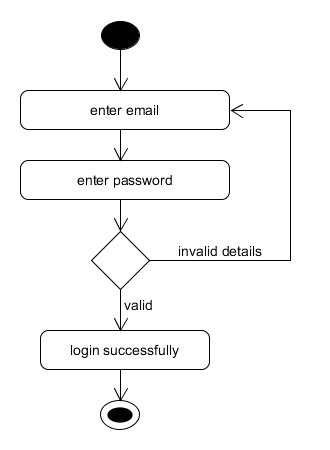 enter email
enter password
invalid details
valid
login successfully